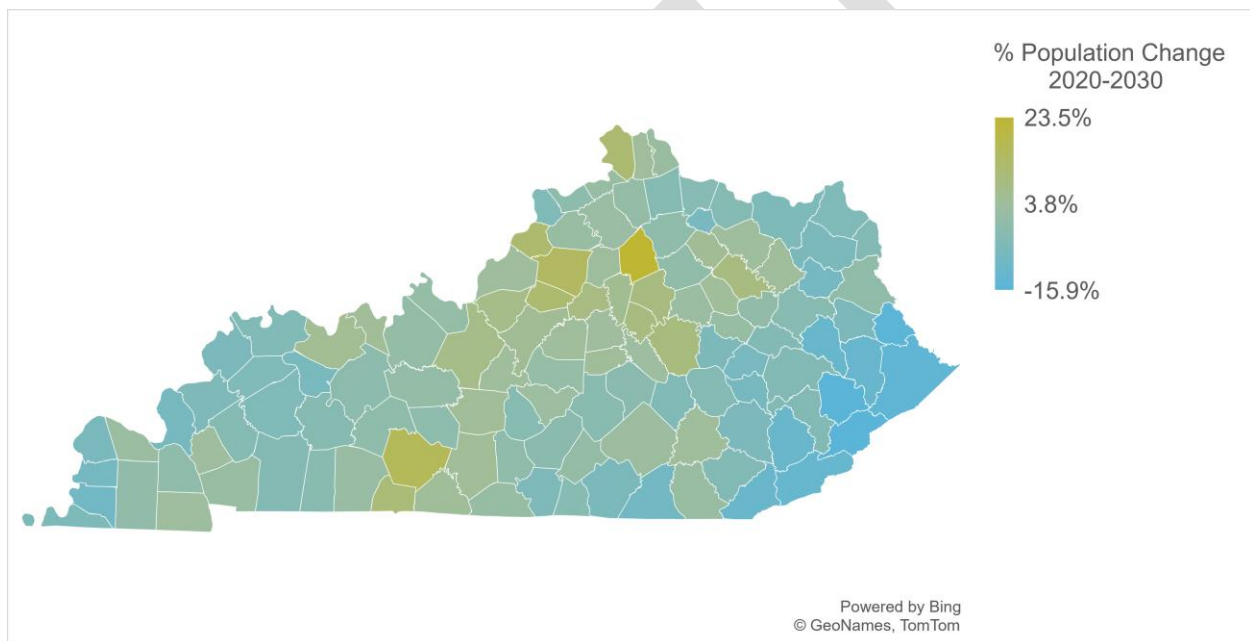 % Population Change
2020-2030
23.5%
3.8%
-15.9%
Powered by Bing
© GeoNames, TomTom